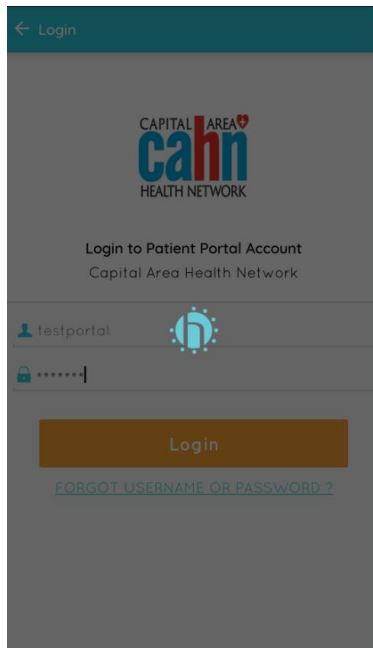 Login
CAPITAL AREA
cahn
HEALTH NETWORK
Login to Patient Portal Account
Capital Area Health Network
testportal
•••••••
Login
FORGOT USERNAME OR PASSWORD ?